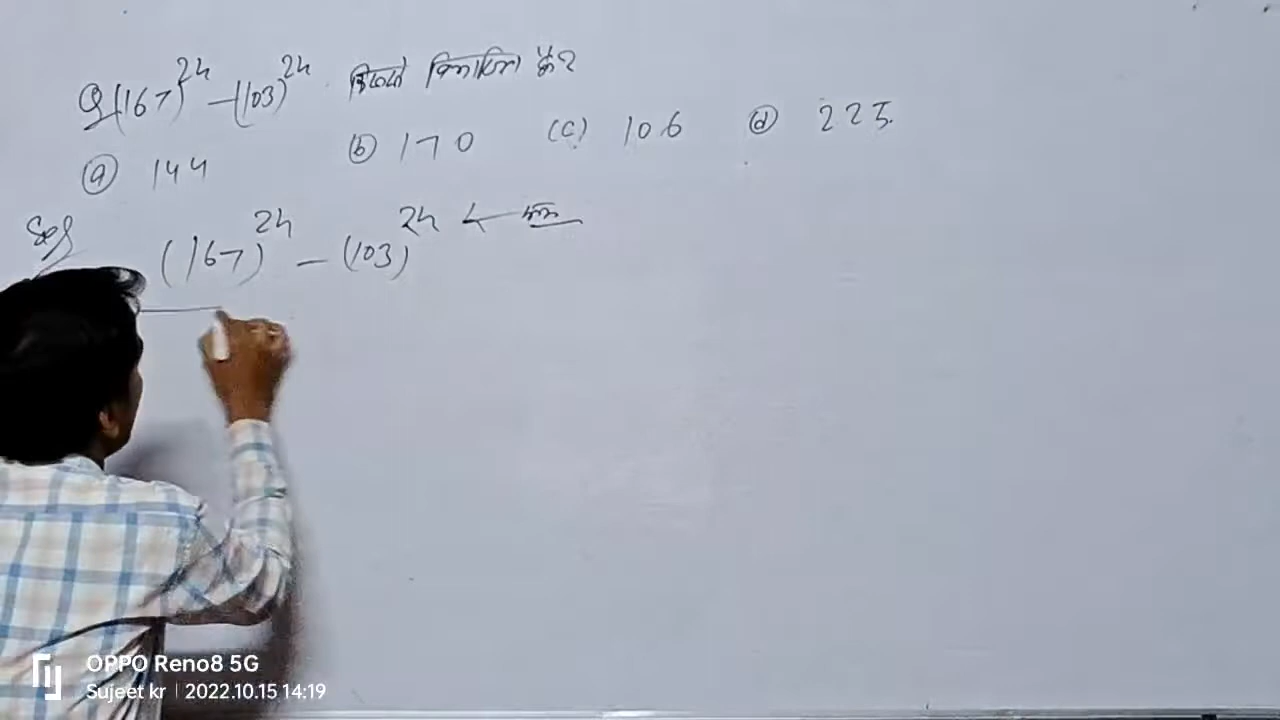 Q (167)^24 - (103)^24 किससे विभाजित है?
(a) 144 (b) 170 (c) 106 (d) 225.
Sol
(167)^24 - (103)^24 ← सम
OPPO Reno8 5G
Sujeet kr | 2022.10.15 14:19